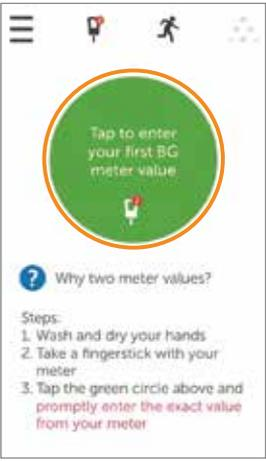 Tap to enter
your first BG
meter value
? Why two meter values?
Steps:
1. Wash and dry your hands
2. Take a fingerstick with your
meter
3. Tap the green circle above and
promptly enter the exact value
from your meter